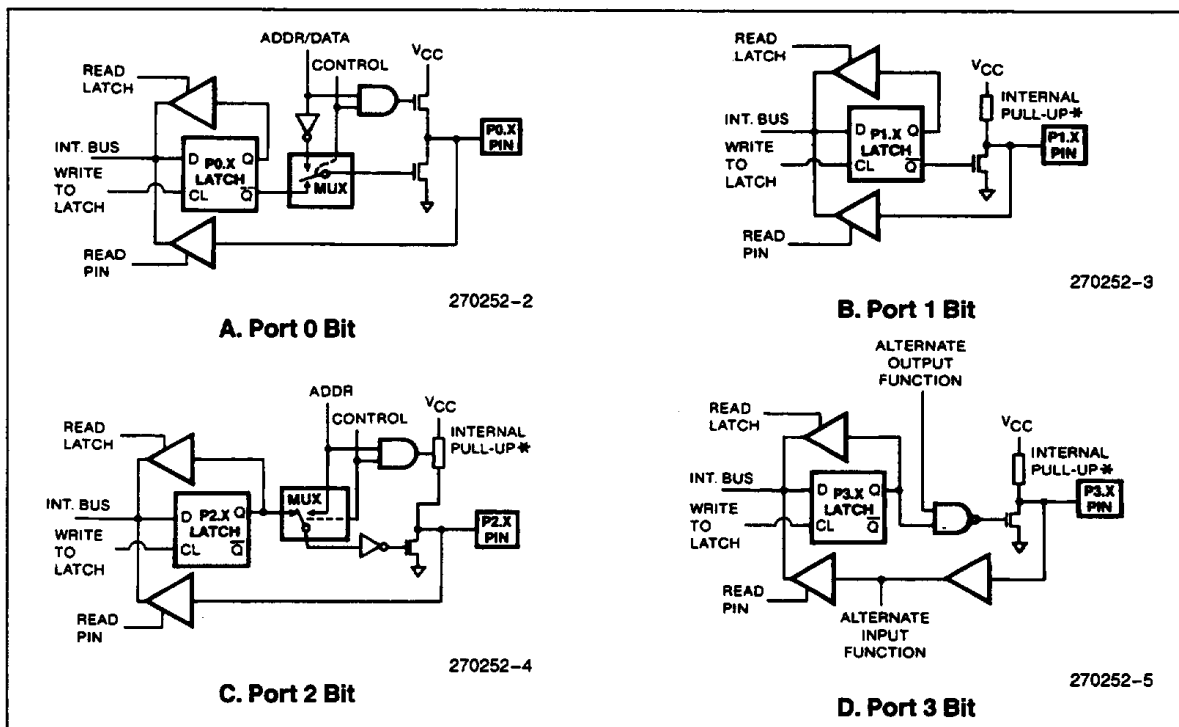 ADDR/DATA
CONTROL
VCC
READ
LATCH
INT. BUS
WRITE
TO
LATCH
D
P0.X
LATCH
Q
CL
Q̅
MUX
P0.X
PIN
READ
PIN
270252-2
A. Port 0 Bit
READ
LATCH
VCC
INTERNAL
PULL-UP*
INT. BUS
WRITE
TO
LATCH
D
P1.X
LATCH
Q
CL
Q̅
P1.X
PIN
READ
PIN
270252-3
B. Port 1 Bit
ADDR
CONTROL
VCC
INTERNAL
PULL-UP*
READ
LATCH
INT. BUS
WRITE
TO
LATCH
D
P2.X
LATCH
Q
CL
Q̅
MUX
P2.X
PIN
READ
PIN
270252-4
C. Port 2 Bit
ALTERNATE
OUTPUT
FUNCTION
READ
LATCH
VCC
INTERNAL
PULL-UP*
INT. BUS
WRITE
TO
LATCH
D
P3.X
LATCH
Q
CL
Q̅
P3.X
PIN
READ
PIN
ALTERNATE
INPUT
FUNCTION
270252-5
D. Port 3 Bit